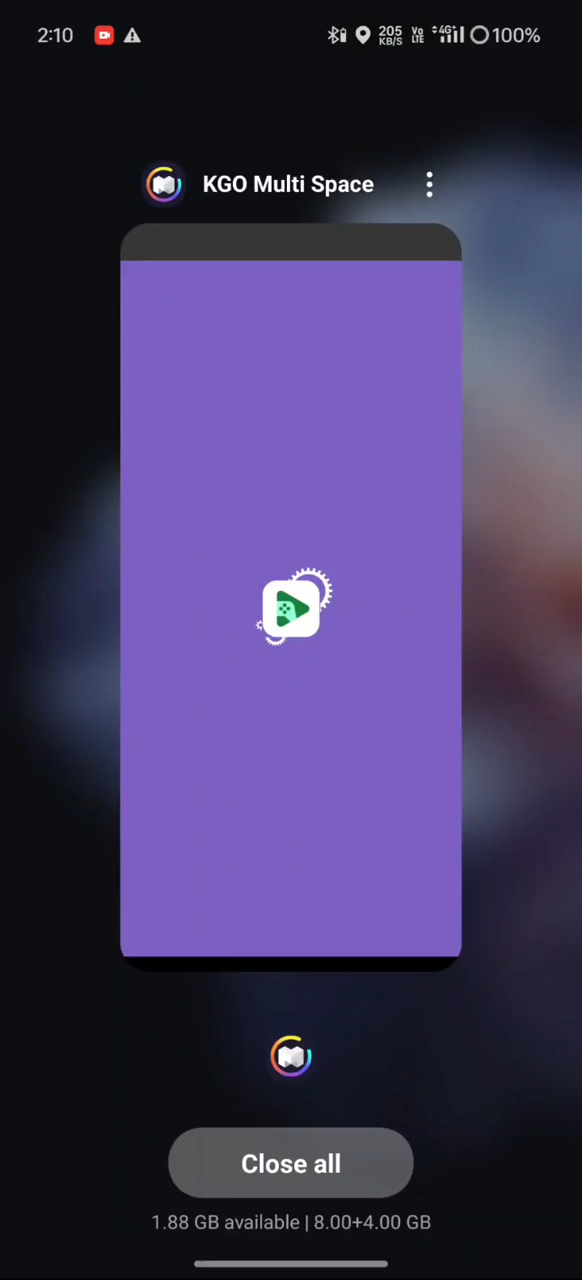 2:10 205 KB/S Vo LTE 4G+ 100%
KGO Multi Space
Close all
1.88 GB available | 8.00+4.00 GB